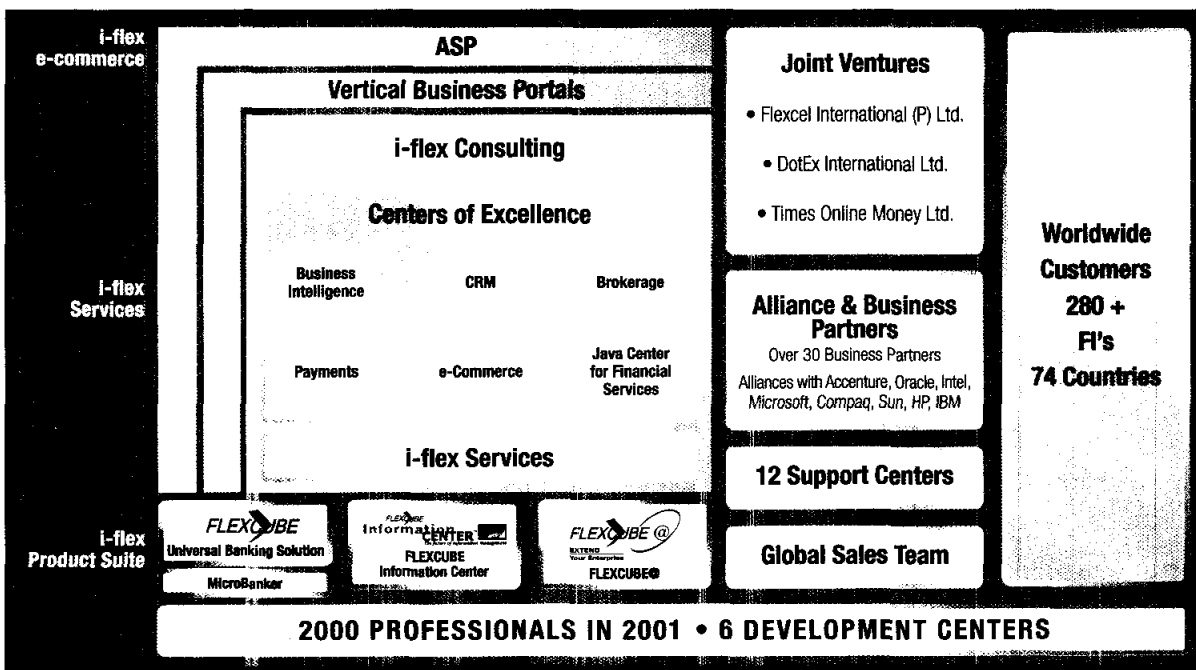 i-flex
e-commerce
ASP
Vertical Business Portals
i-flex Consulting
Centers of Excellence
i-flex
Services
Business
Intelligence
CRM
Brokerage
Payments
e-Commerce
Java Center
for Financial
Services
i-flex Services
i-flex
Product Suite
FLEXCUBE
Universal Banking Solution
MicroBanker
FLEXCUBE
Information
CENTER
FLEXCUBE
Information Center
FLEXCUBE @
EXTEND
Your Enterprise
FLEXCUBE@
Joint Ventures
• Flexcel International (P) Ltd.
• DotEx International Ltd.
• Times Online Money Ltd.
Alliance & Business
Partners
Over 30 Business Partners
Alliances with Accenture, Oracle, Intel,
Microsoft, Compaq, Sun, HP, IBM
12 Support Centers
Global Sales Team
Worldwide
Customers
280 +
FI's
74 Countries
2000 PROFESSIONALS IN 2001 • 6 DEVELOPMENT CENTERS